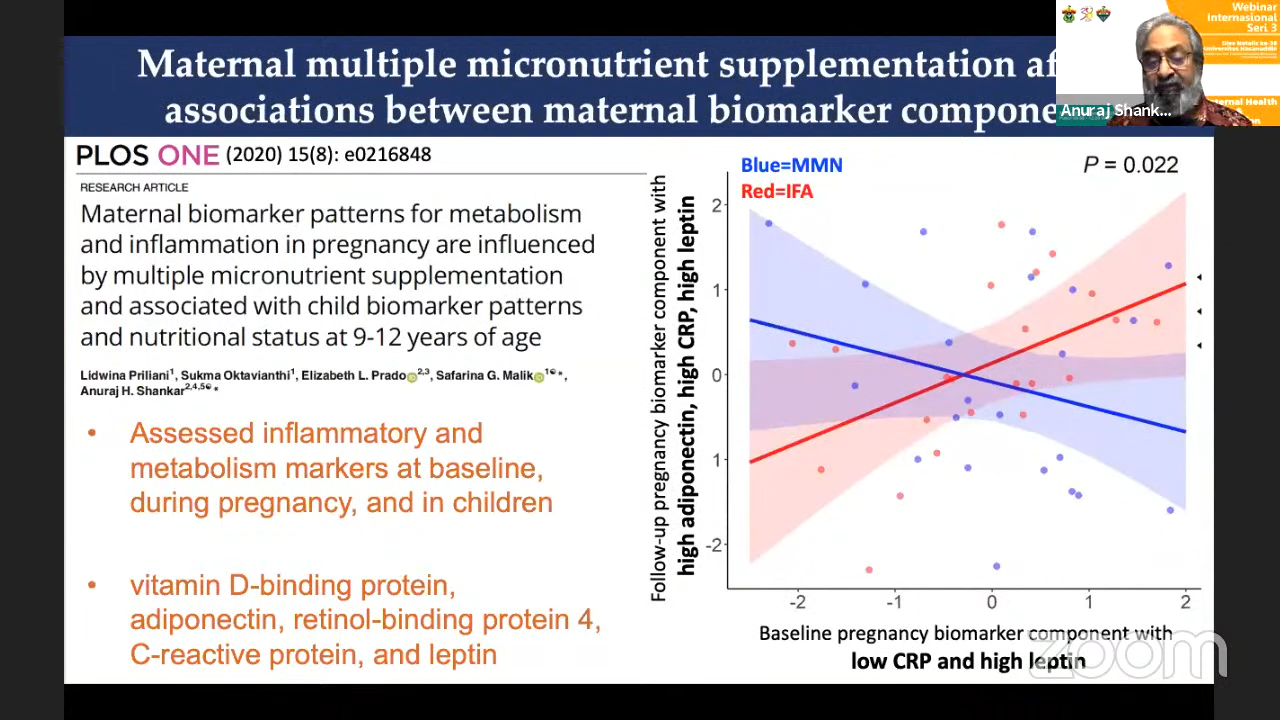 Maternal multiple micronutrient supplementation af
associations between maternal biomarker compone
Webinar
Internasional
Seri 3
Anuraj Shank...
PLOS ONE (2020) 15(8): e0216848
RESEARCH ARTICLE
Maternal biomarker patterns for metabolism
and inflammation in pregnancy are influenced
by multiple micronutrient supplementation
and associated with child biomarker patterns
and nutritional status at 9-12 years of age
Lidwina Priliani1, Sukma Oktavianthi1, Elizabeth L. Prado 2,3, Safarina G. Malik 1*,
Anuraj H. Shankar2,4,5*
• Assessed inflammatory and
metabolism markers at baseline,
during pregnancy, and in children
• vitamin D-binding protein,
adiponectin, retinol-binding protein 4,
C-reactive protein, and leptin
Blue=MMN
Red=IFA
P = 0.022
Follow-up pregnancy biomarker component with
high adiponectin, high CRP, high leptin
2
1
0
1
-2
-2 -1 0 1 2
Baseline pregnancy biomarker component with
low CRP and high leptin
zoom